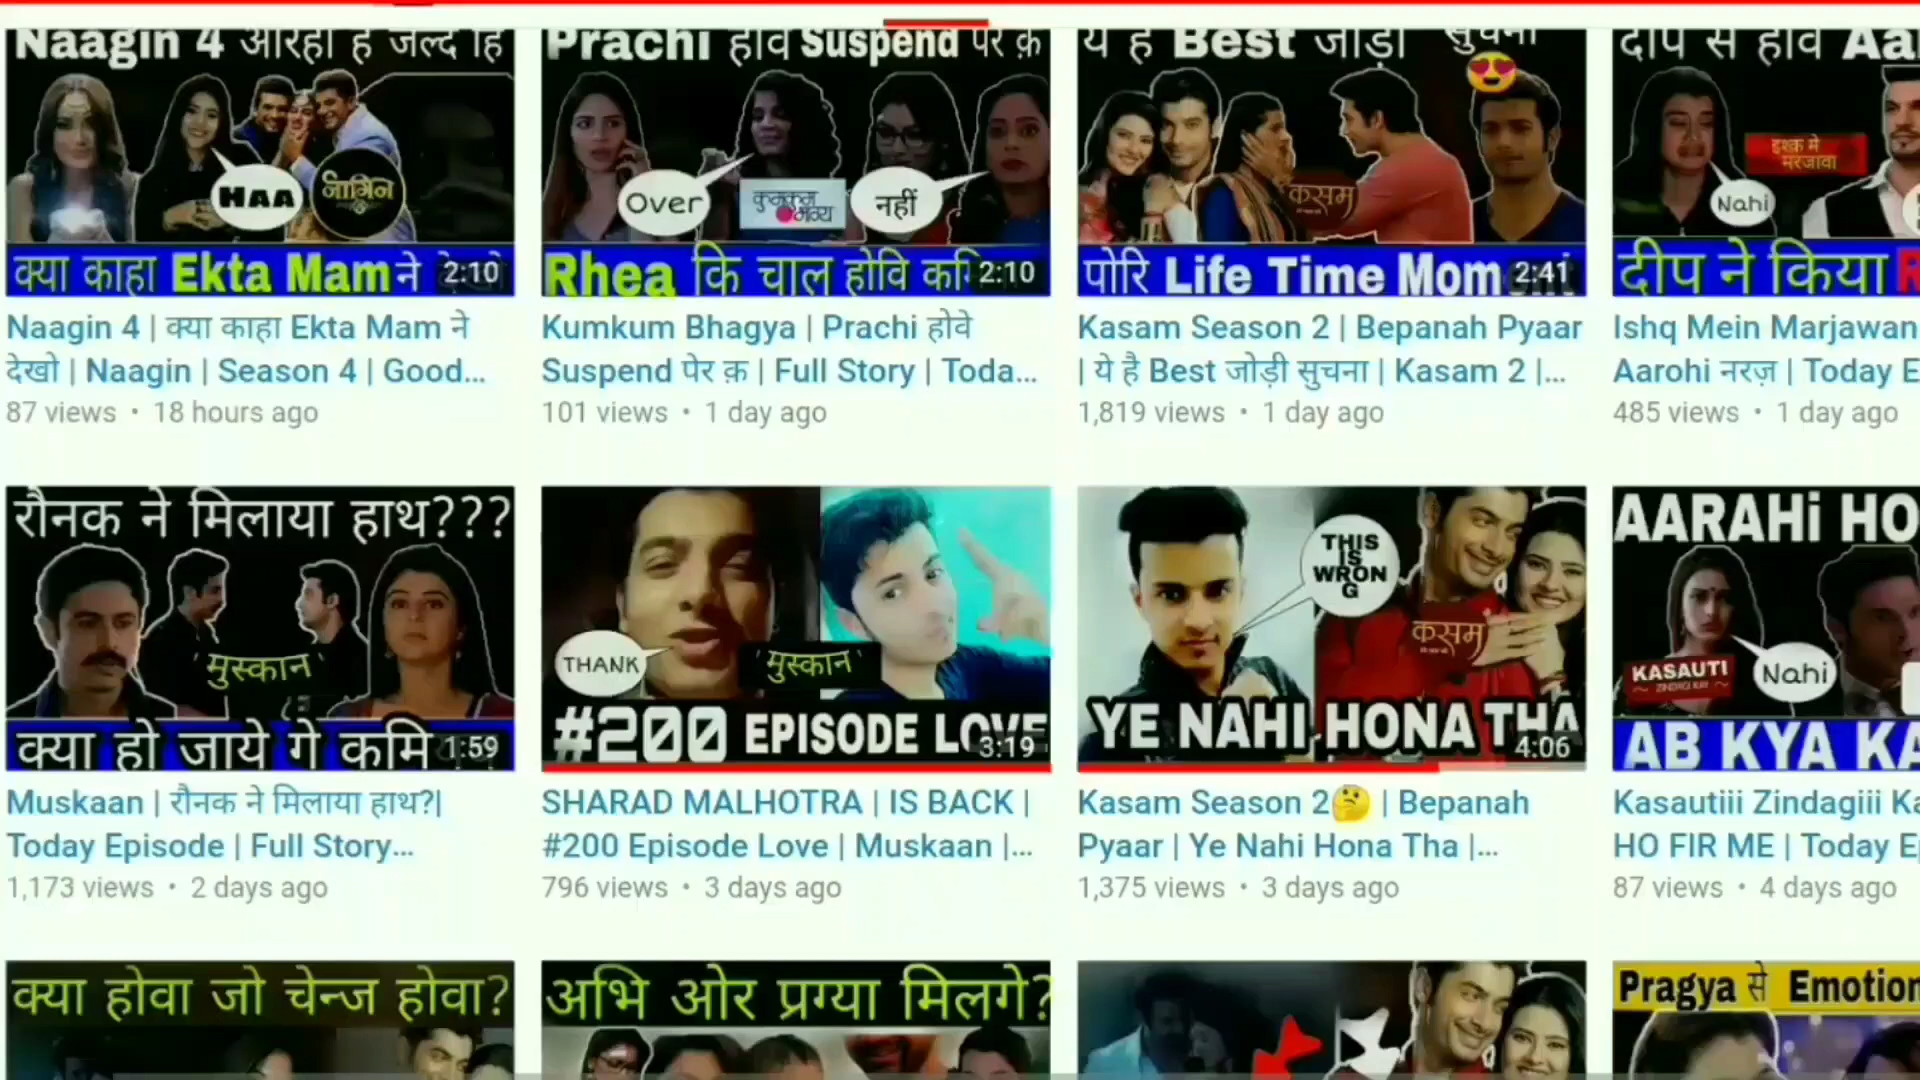 Naagin 4 आरहा है जल्द हि
HAA
नागिन
क्या काहा Ekta Mam ने
2:10
Naagin 4 | क्या काहा Ekta Mam ने
देखो | Naagin | Season 4 | Good...
87 views • 18 hours ago
Prachi होवे Suspend पेर क़
Over
कुमकुम भाग्य
नहीं
Rhea कि चाल होवि
2:10
Kumkum Bhagya | Prachi होवे
Suspend पेर क़ | Full Story | Toda...
101 views • 1 day ago
ये है Best जोड़ी सुचना
कसम
पोरि Life Time Mom
2:41
Kasam Season 2 | Bepanah Pyaar
| ये है Best जोड़ी सुचना | Kasam 2 |...
1,819 views • 1 day ago
दीप से होवे Aa
इश्क़ में
मरजावां
Nahi
दीप ने किया R
Ishq Mein Marjawan
Aarohi नरज़ | Today E
485 views • 1 day ago
रौनक ने मिलाया हाथ???
मुस्कान
क्या हो जाये गे कमि
1:59
Muskaan | रौनक ने मिलाया हाथ?|
Today Episode | Full Story...
1,173 views • 2 days ago
THANK
मुस्कान
#200 EPISODE LOVE
3:19
SHARAD MALHOTRA | IS BACK |
#200 Episode Love | Muskaan |...
796 views • 3 days ago
THIS
IS
WRON
G
कसम
YE NAHI HONA THA
4:06
Kasam Season 2🤔 | Bepanah
Pyaar | Ye Nahi Hona Tha |...
1,375 views • 3 days ago
AARAHi HO
KASAUTI
ZINDAGII KAY
Nahi
AB KYA KA
Kasautiii Zindagiii Ka
HO FIR ME | Today E
87 views • 4 days ago
क्या होवा जो चेन्ज होवा?
अभि ओर प्रग्या मिलगे?
Pragya से Emotion